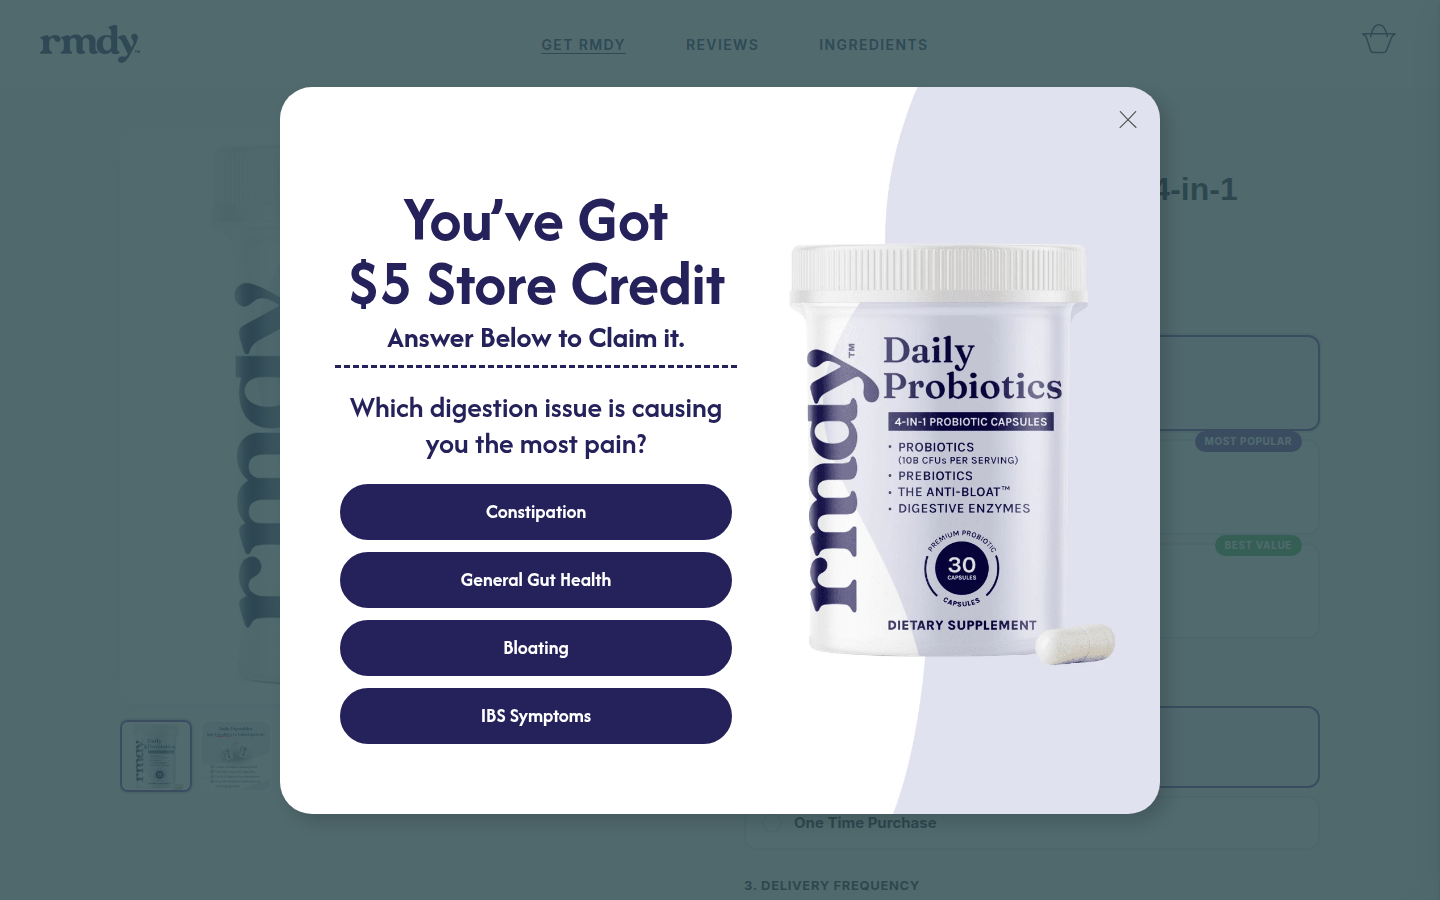 rmdy
GET RMDY
REVIEWS
INGREDIENTS
4-in-1
You've Got
$5 Store Credit
Answer Below to Claim it.
Which digestion issue is causing
you the most pain?
Constipation
General Gut Health
Bloating
IBS Symptoms
rmdy™
Daily
Probiotics
4-IN-1 PROBIOTIC CAPSULES
• PROBIOTICS
(10B CFUs PER SERVING)
• PREBIOTICS
• THE ANTI-BLOAT™
• DIGESTIVE ENZYMES
PREMIUM PROBIOTIC
30
CAPSULES
CAPSULES
DIETARY SUPPLEMENT
rmdy
MOST POPULAR
BEST VALUE
One Time Purchase
3. DELIVERY FREQUENCY